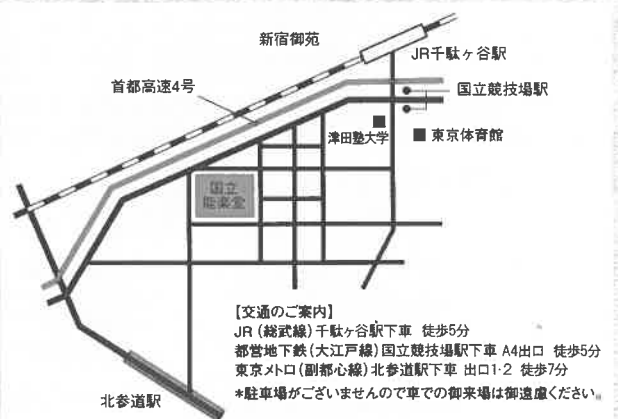 新宿御苑
JR千駄ヶ谷駅
首都高速4号
国立競技場駅
津田塾大学
東京体育館
国立
能楽堂
【交通のご案内】
JR(総武線)千駄ヶ谷駅下車 徒歩5分
都営地下鉄(大江戸線)国立競技場駅下車 A4出口 徒歩5分
東京メトロ(副都心線)北参道駅下車 出口1・2 徒歩7分
*駐車場がございませんので車での御来場は御遠慮ください。
北参道駅